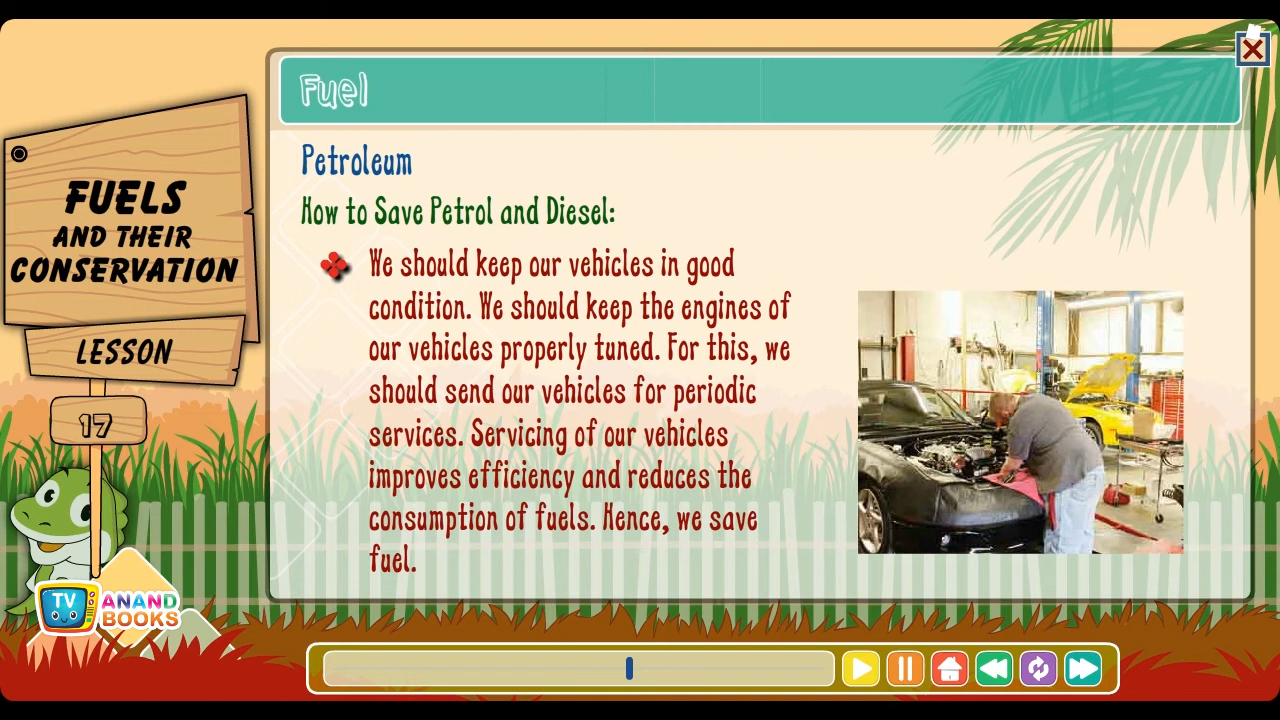 Fuel
FUELS
AND THEIR
CONSERVATION
LESSON
17
Petroleum
How to Save Petrol and Diesel:
We should keep our vehicles in good
condition. We should keep the engines of
our vehicles properly tuned. For this, we
should send our vehicles for periodic
services. Servicing of our vehicles
improves efficiency and reduces the
consumption of fuels. Hence, we save
fuel.
TV
ANAND
BOOKS